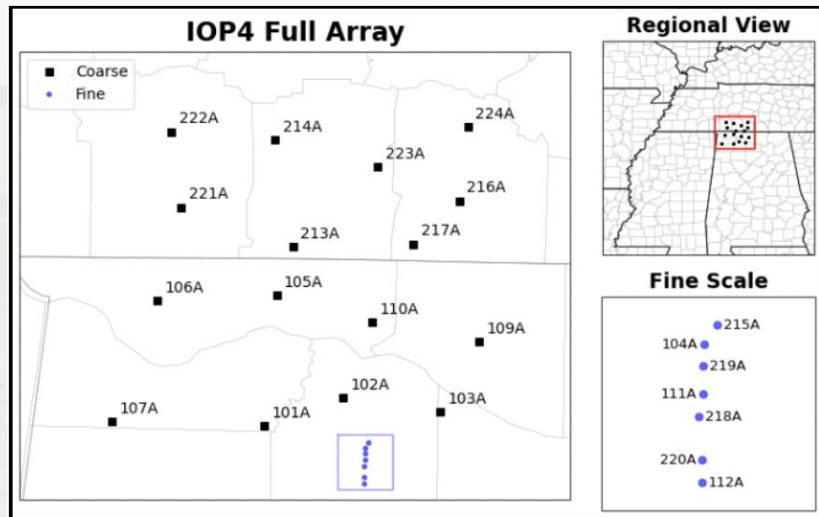 IOP4 Full Array
Coarse
Fine
222A
214A
224A
223A
221A
216A
213A
217A
106A
105A
110A
109A
102A
107A
101A
103A
Regional View
Fine Scale
215A
104A
219A
111A
218A
220A
112A